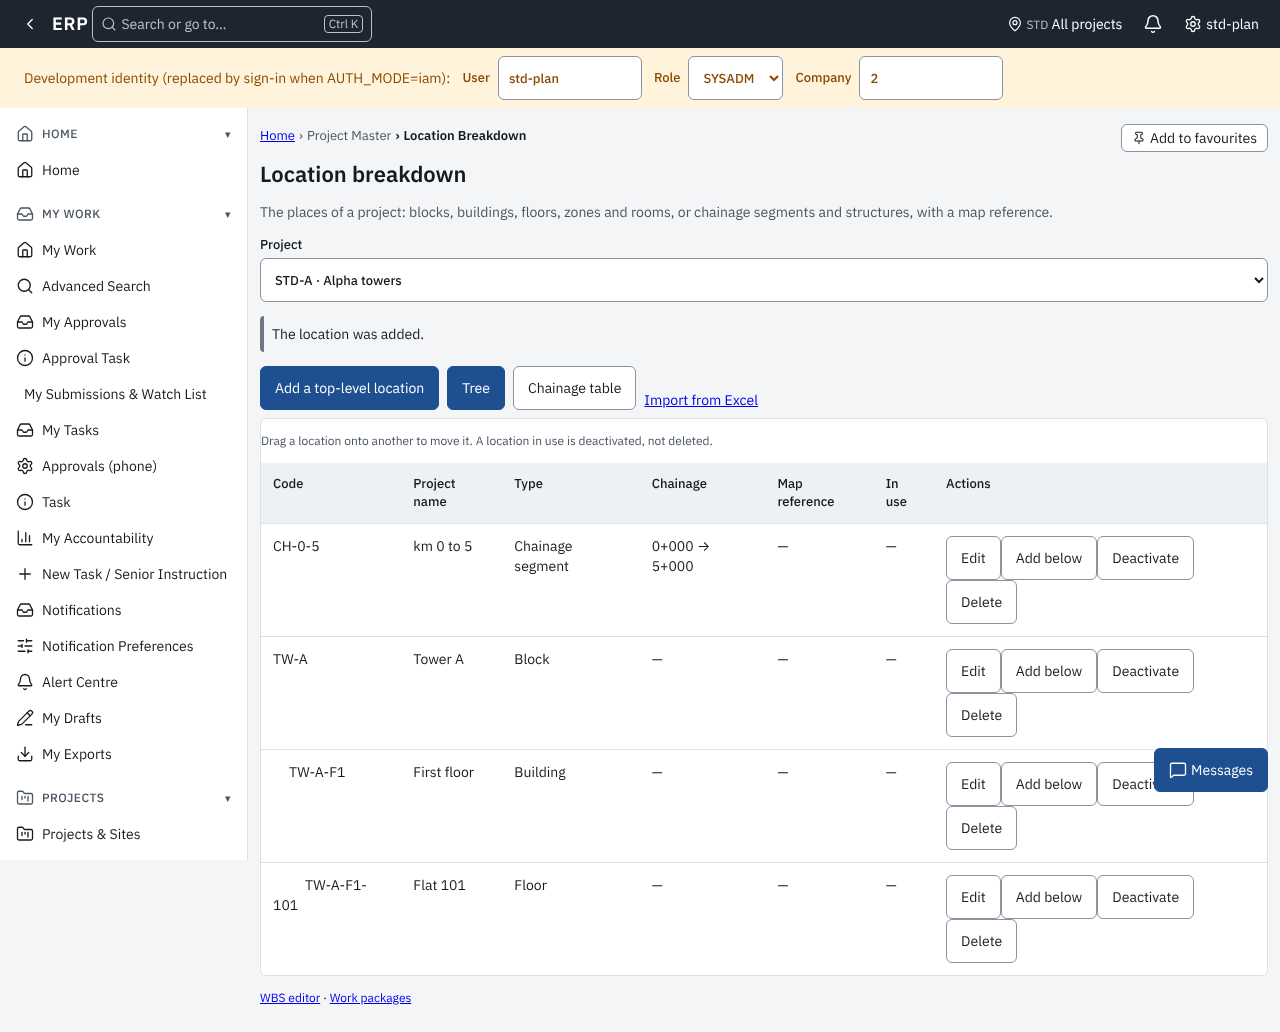 ERP
Search or go to...
Ctrl K
STD All projects
std-plan
Development identity (replaced by sign-in when AUTH_MODE=iam):
User
std-plan
Role
SYSADM
Company
2
HOME
Home
MY WORK
My Work
Advanced Search
My Approvals
Approval Task
My Submissions & Watch List
My Tasks
Approvals (phone)
Task
My Accountability
New Task / Senior Instruction
Notifications
Notification Preferences
Alert Centre
My Drafts
My Exports
PROJECTS
Projects & Sites
Home › Project Master › Location Breakdown
Add to favourites
Location breakdown
The places of a project: blocks, buildings, floors, zones and rooms, or chainage segments and structures, with a map reference.
Project
STD-A · Alpha towers
The location was added.
Add a top-level location
Tree
Chainage table
Import from Excel
Drag a location onto another to move it. A location in use is deactivated, not deleted.
Code
Project
name
Type
Chainage
Map
reference
In
use
Actions
CH-0-5
km 0 to 5
Chainage
segment
0+000 →
5+000
—
—
Edit
Add below
Deactivate
Delete
TW-A
Tower A
Block
—
—
—
Edit
Add below
Deactivate
Delete
TW-A-F1
First floor
Building
—
—
—
Edit
Add below
Deacti
Messages
Delete
TW-A-F1-
101
Flat 101
Floor
—
—
—
Edit
Add below
Deactivate
Delete
WBS editor · Work packages